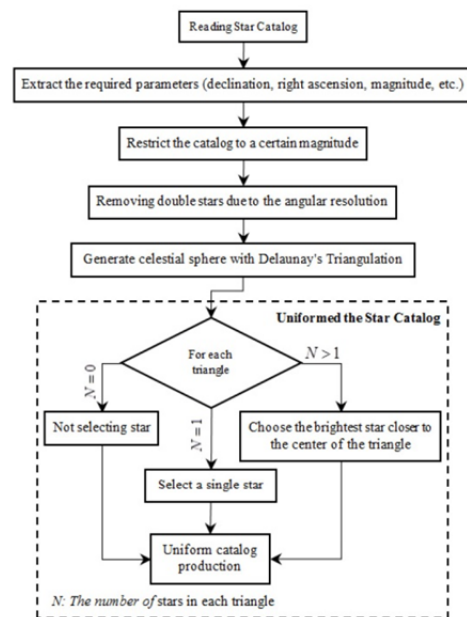 Reading Star Catalog
Extract the required parameters (declination, right ascension, magnitude, etc.)
Restrict the catalog to a certain magnitude
Removing double stars due to the angular resolution
Generate celestial sphere with Delaunay's Triangulation
Uniformed the Star Catalog
For each
triangle
N=0
N=1
N>1
Not selecting star
Choose the brightest star closer to
the center of the triangle
Select a single star
Uniform catalog
production
N: The number of stars in each triangle